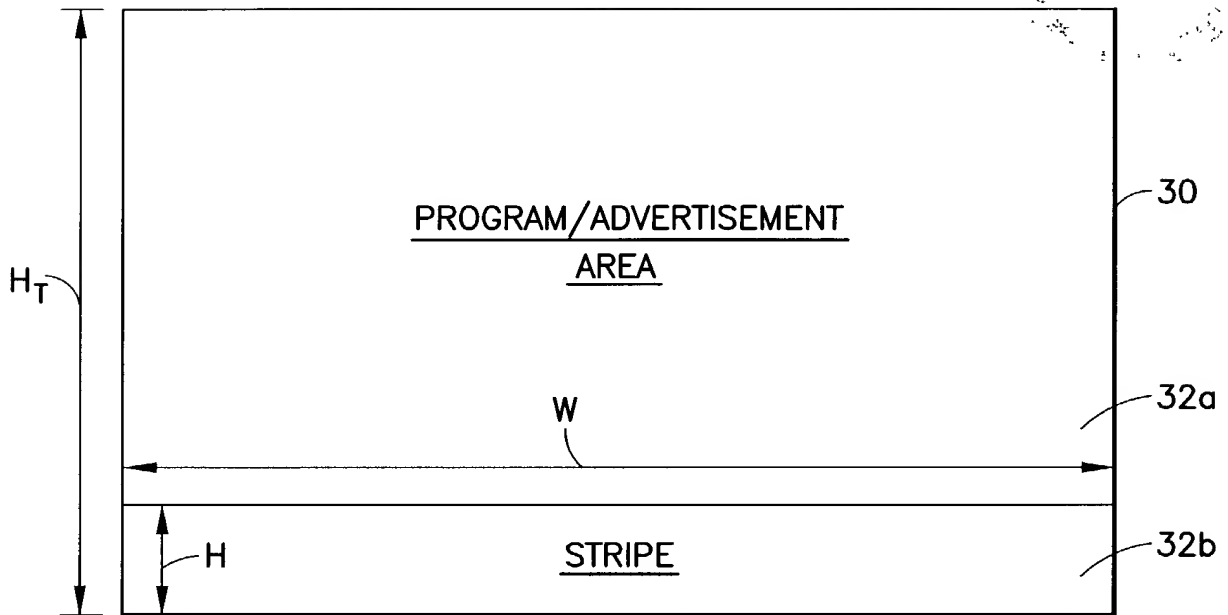 PROGRAM/ADVERTISEMENT
AREA
30
H_T
32a
W
32b
H
STRIPE